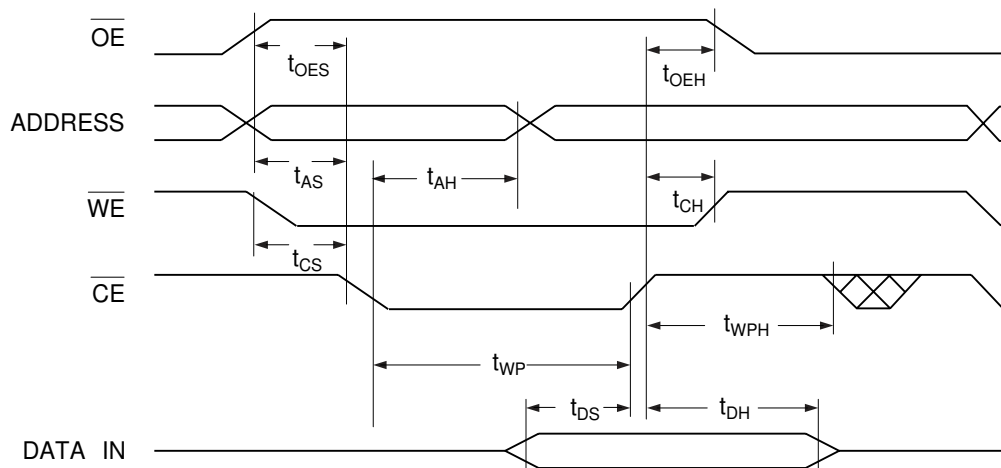 OE
tOES
tOEH
ADDRESS
tAS
tAH
WE
tCH
tCS
CE
tWPH
tWP
tDS
tDH
DATA IN